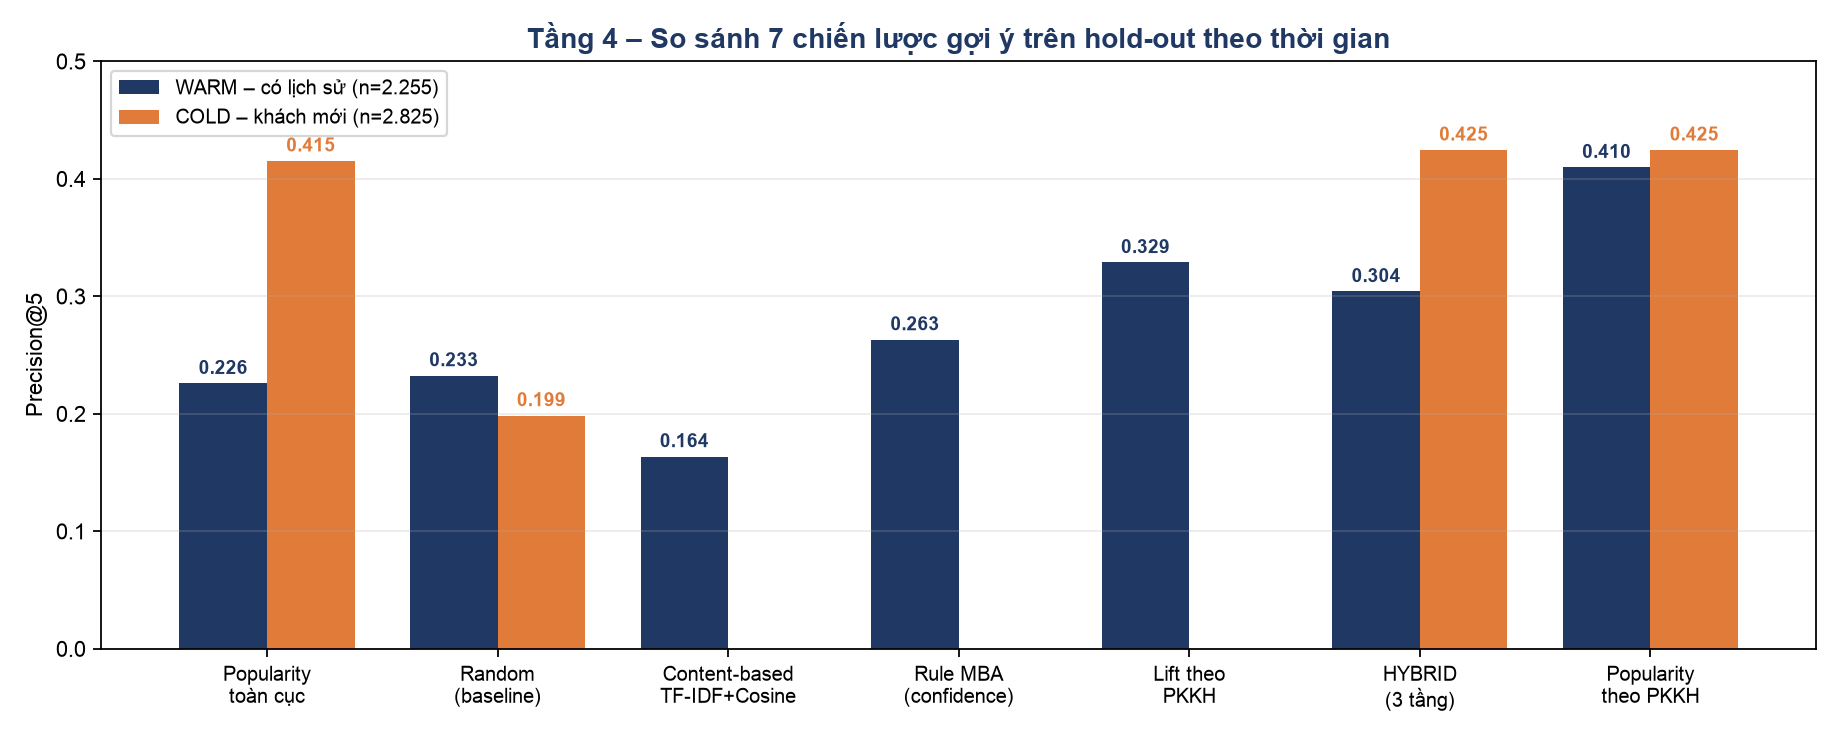 Tầng 4 – So sánh 7 chiến lược gợi ý trên hold-out theo thời gian
WARM – có lịch sử (n=2.255)
COLD – khách mới (n=2.825)
Precision@5
0.5
0.4
0.3
0.2
0.1
0.0
0.226
0.415
0.233
0.199
0.164
0.263
0.329
0.304
0.425
0.410
0.425
Popularity
toàn cục
Random
(baseline)
Content-based
TF-IDF+Cosine
Rule MBA
(confidence)
Lift theo
PKKH
HYBRID
(3 tầng)
Popularity
theo PKKH